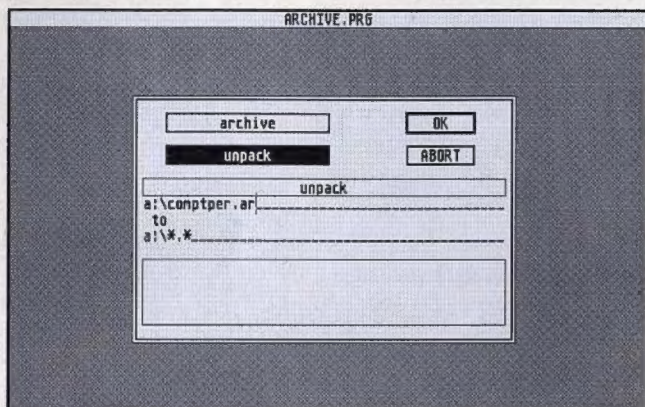 ARCHIVE.PRG
archive OK
unpack ABORT
unpack
a:\comptper.ar
to
a:\*.*